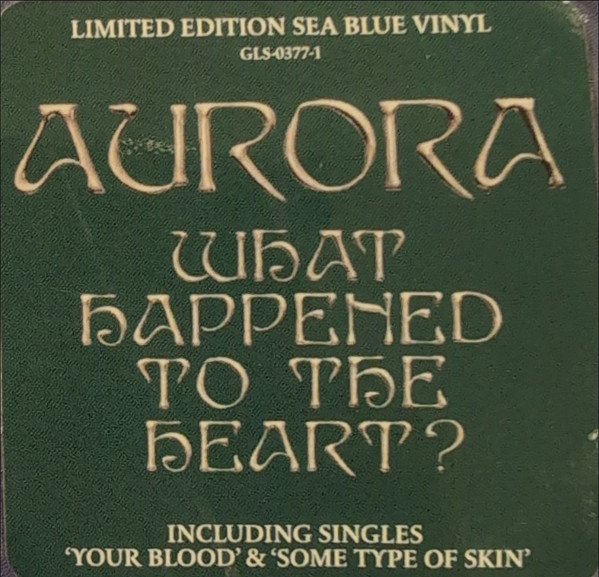 LIMITED EDITION SEA BLUE VINYL
GLS-0377-1
AURORA
WHAT
HAPPENED
TO THE
HEART?
INCLUDING SINGLES
‘YOUR BLOOD’ & ‘SOME TYPE OF SKIN’